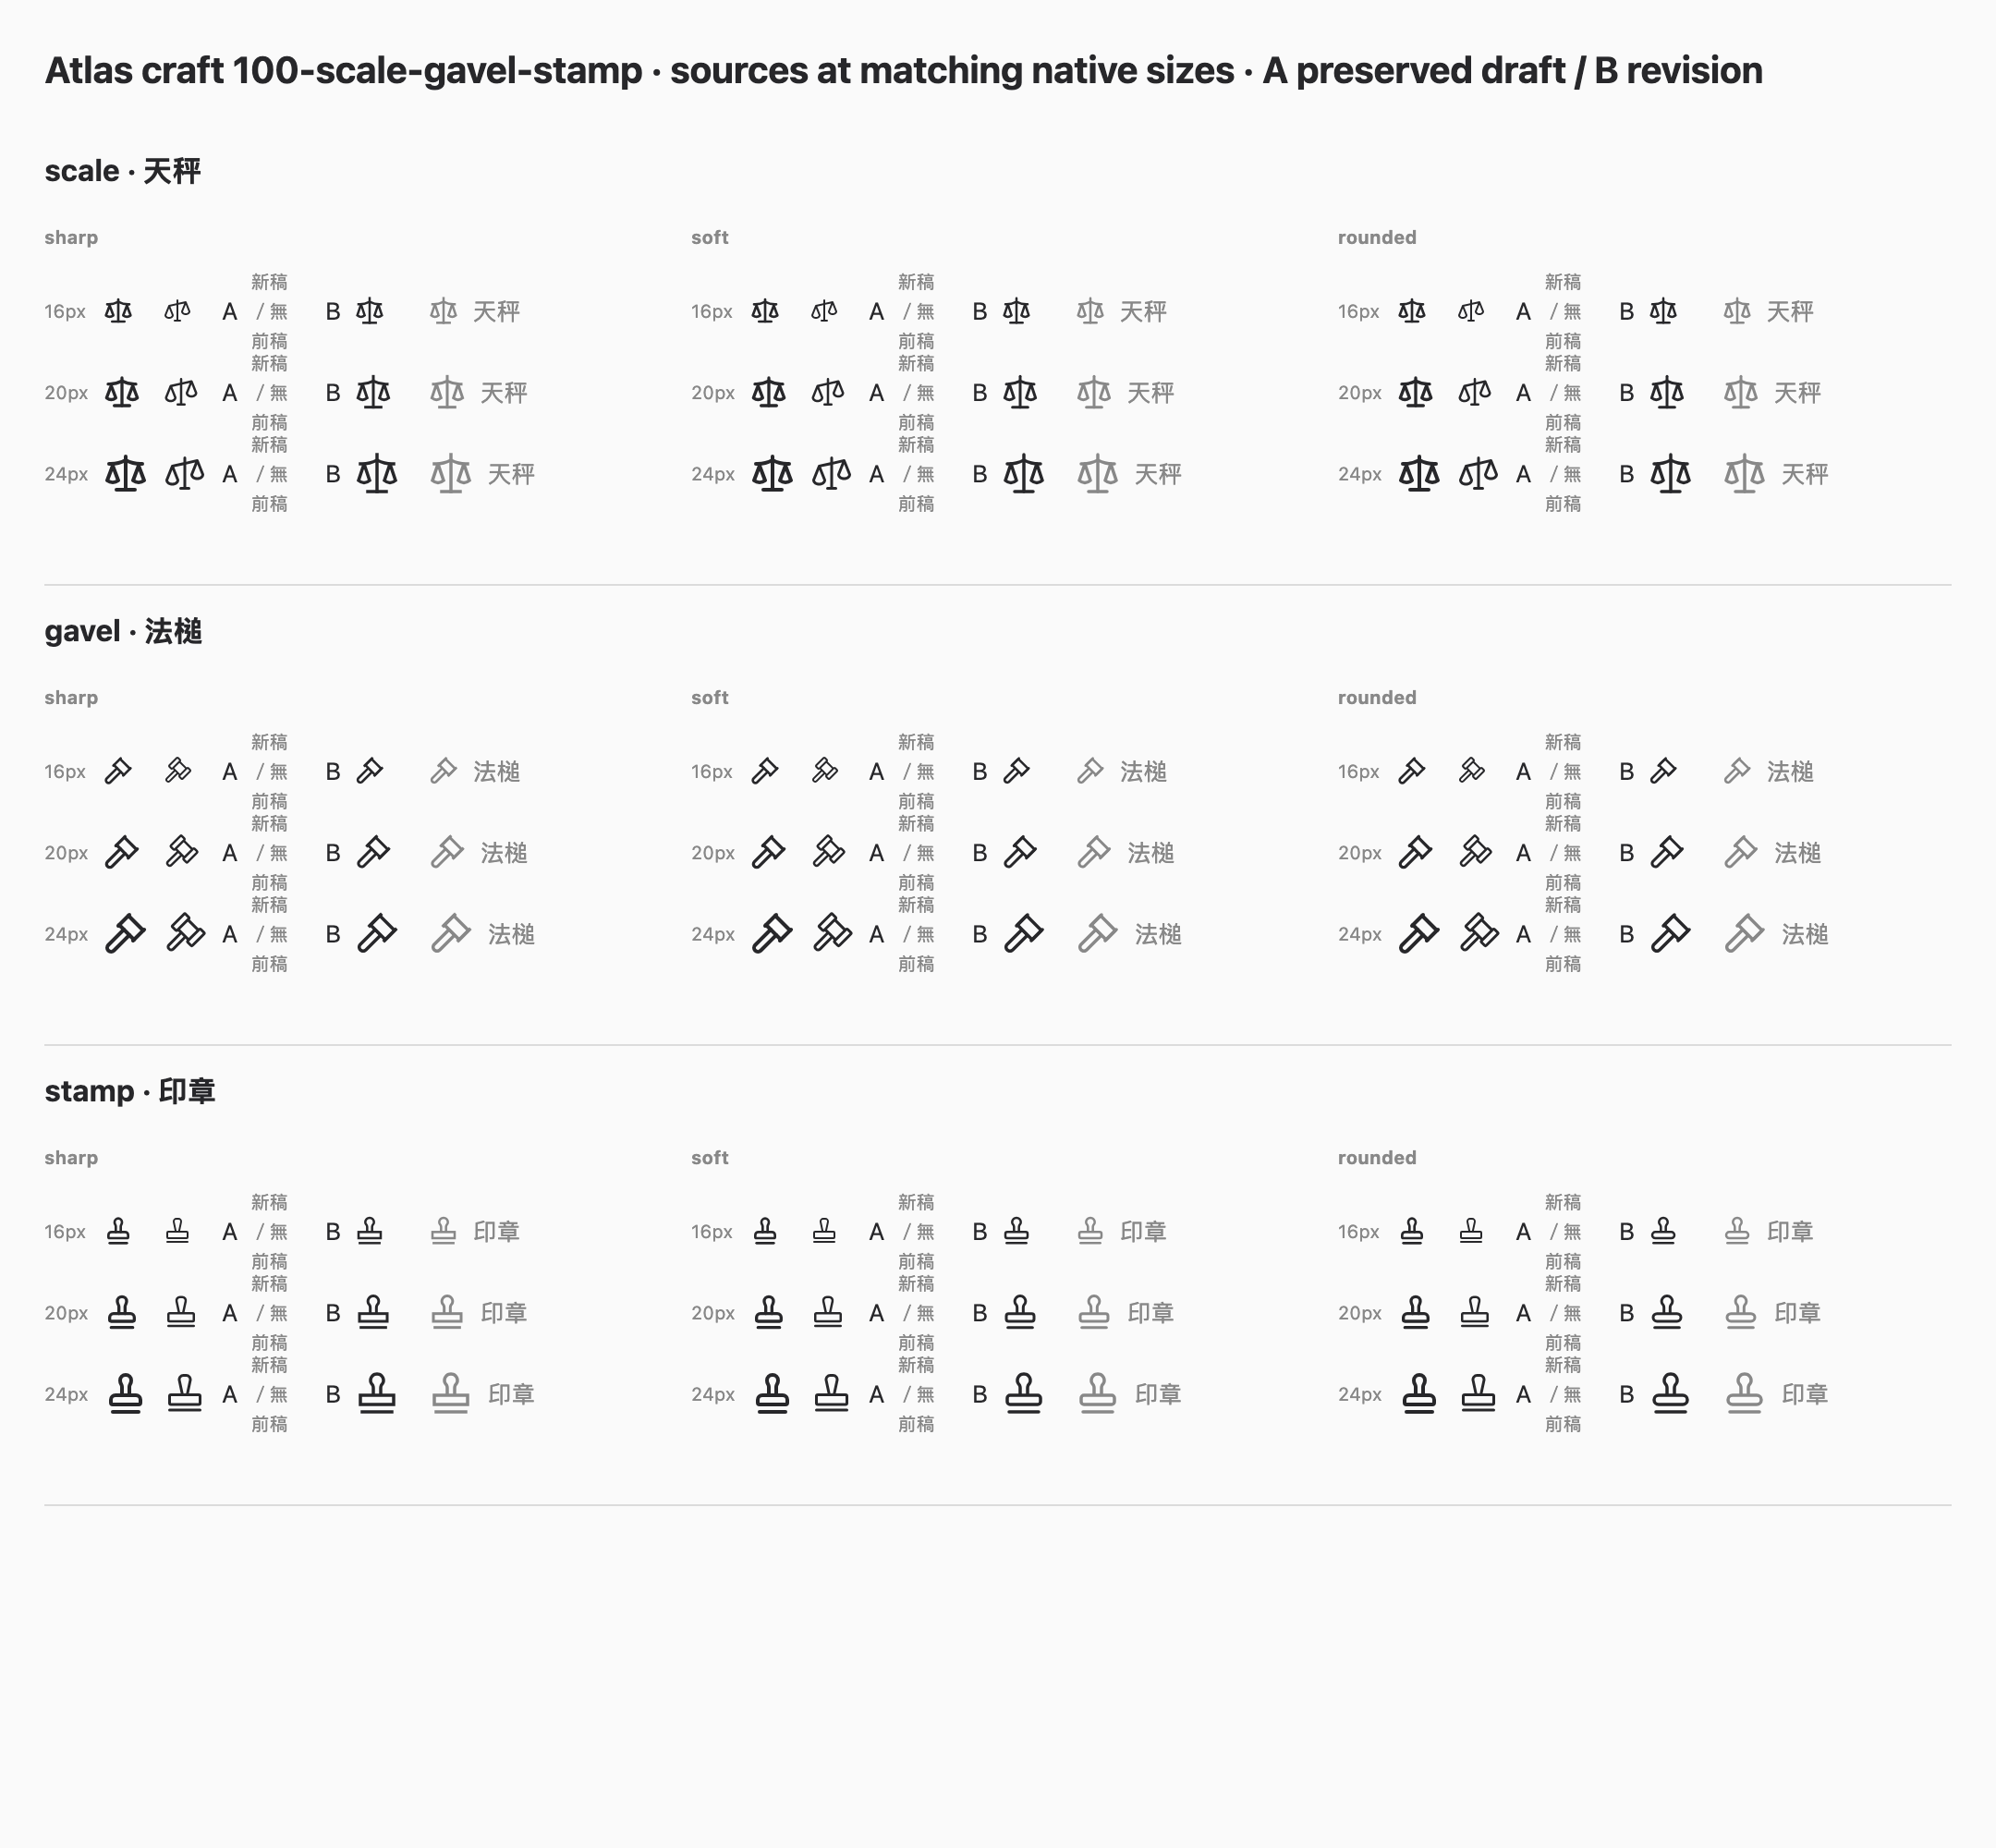 Atlas craft 100-scale-gavel-stamp · sources at matching native sizes · A preserved draft / B revision
scale · 天秤
sharp
16px A 新稿 / 無前稿 B 天秤
20px A 新稿 / 無前稿 B 天秤
24px A 新稿 / 無前稿 B 天秤
soft
16px A 新稿 / 無前稿 B 天秤
20px A 新稿 / 無前稿 B 天秤
24px A 新稿 / 無前稿 B 天秤
rounded
16px A 新稿 / 無前稿 B 天秤
20px A 新稿 / 無前稿 B 天秤
24px A 新稿 / 無前稿 B 天秤
gavel · 法槌
sharp
16px A 新稿 / 無前稿 B 法槌
20px A 新稿 / 無前稿 B 法槌
24px A 新稿 / 無前稿 B 法槌
soft
16px A 新稿 / 無前稿 B 法槌
20px A 新稿 / 無前稿 B 法槌
24px A 新稿 / 無前稿 B 法槌
rounded
16px A 新稿 / 無前稿 B 法槌
20px A 新稿 / 無前稿 B 法槌
24px A 新稿 / 無前稿 B 法槌
stamp · 印章
sharp
16px A 新稿 / 無前稿 B 印章
20px A 新稿 / 無前稿 B 印章
24px A 新稿 / 無前稿 B 印章
soft
16px A 新稿 / 無前稿 B 印章
20px A 新稿 / 無前稿 B 印章
24px A 新稿 / 無前稿 B 印章
rounded
16px A 新稿 / 無前稿 B 印章
20px A 新稿 / 無前稿 B 印章
24px A 新稿 / 無前稿 B 印章